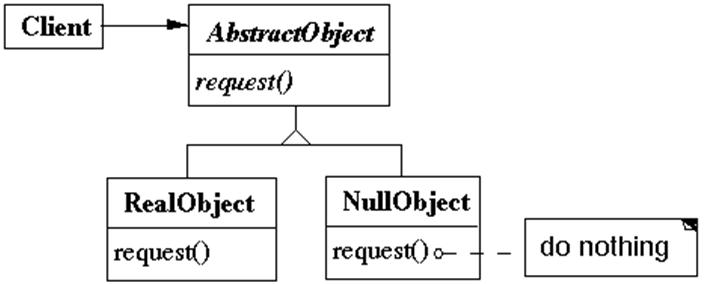 Client
AbstractObject
request()
RealObject
request()
NullObject
request()
do nothing